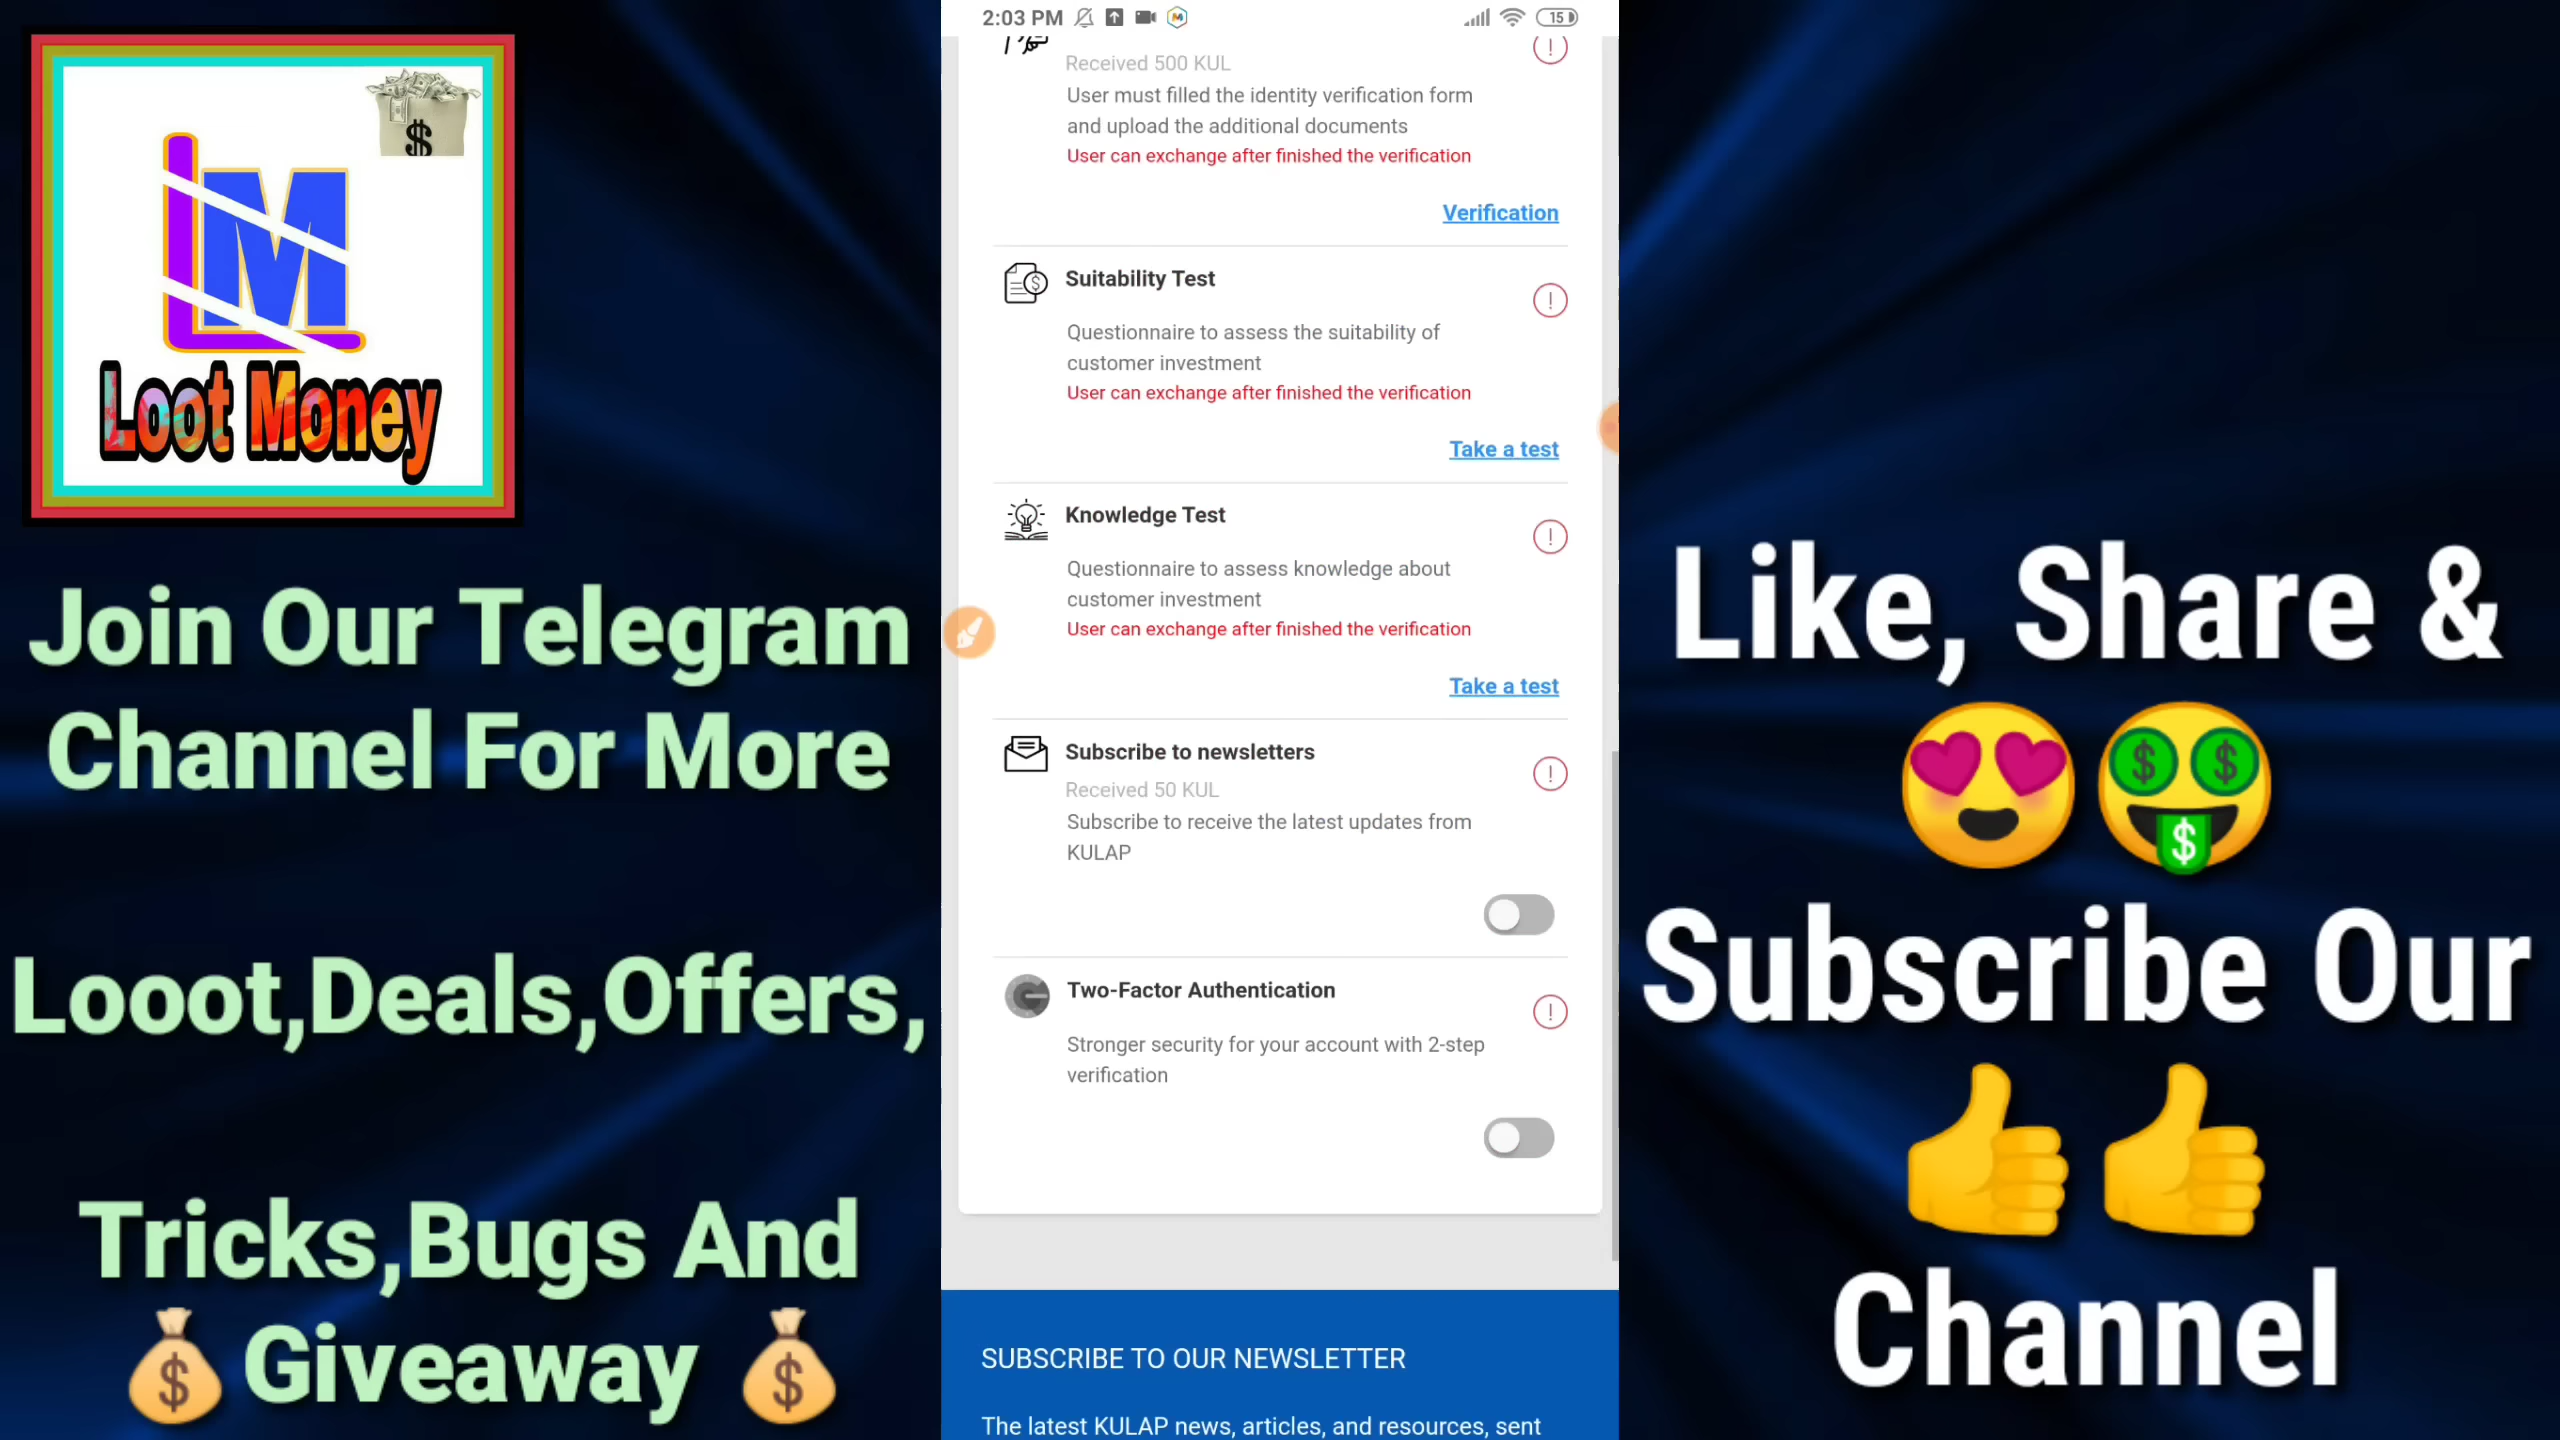 LM
$
Loot Money
Join Our Telegram
Channel For More
Looot,Deals,Offers,
Tricks,Bugs And
Giveaway
2:03 PM
15
Received 500 KUL
User must filled the identity verification form
and upload the additional documents
User can exchange after finished the verification
Verification
Suitability Test
Questionnaire to assess the suitability of
customer investment
User can exchange after finished the verification
Take a test
Knowledge Test
Questionnaire to assess knowledge about
customer investment
User can exchange after finished the verification
Take a test
Subscribe to newsletters
Received 50 KUL
Subscribe to receive the latest updates from
KULAP
Two-Factor Authentication
Stronger security for your account with 2-step
verification
SUBSCRIBE TO OUR NEWSLETTER
The latest KULAP news, articles, and resources, sent
Like, Share &
Subscribe Our
Channel